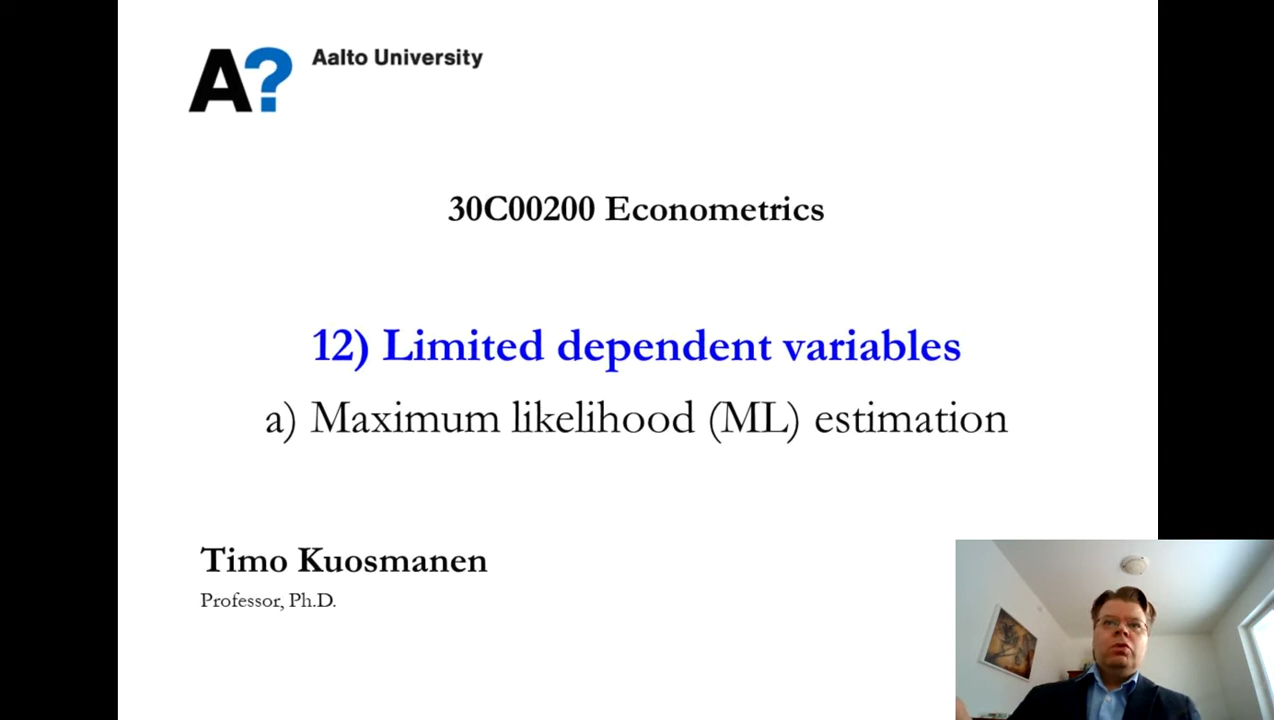 A?
Aalto University
30C00200 Econometrics
12) Limited dependent variables
a) Maximum likelihood (ML) estimation
Timo Kuosmanen
Professor, Ph.D.